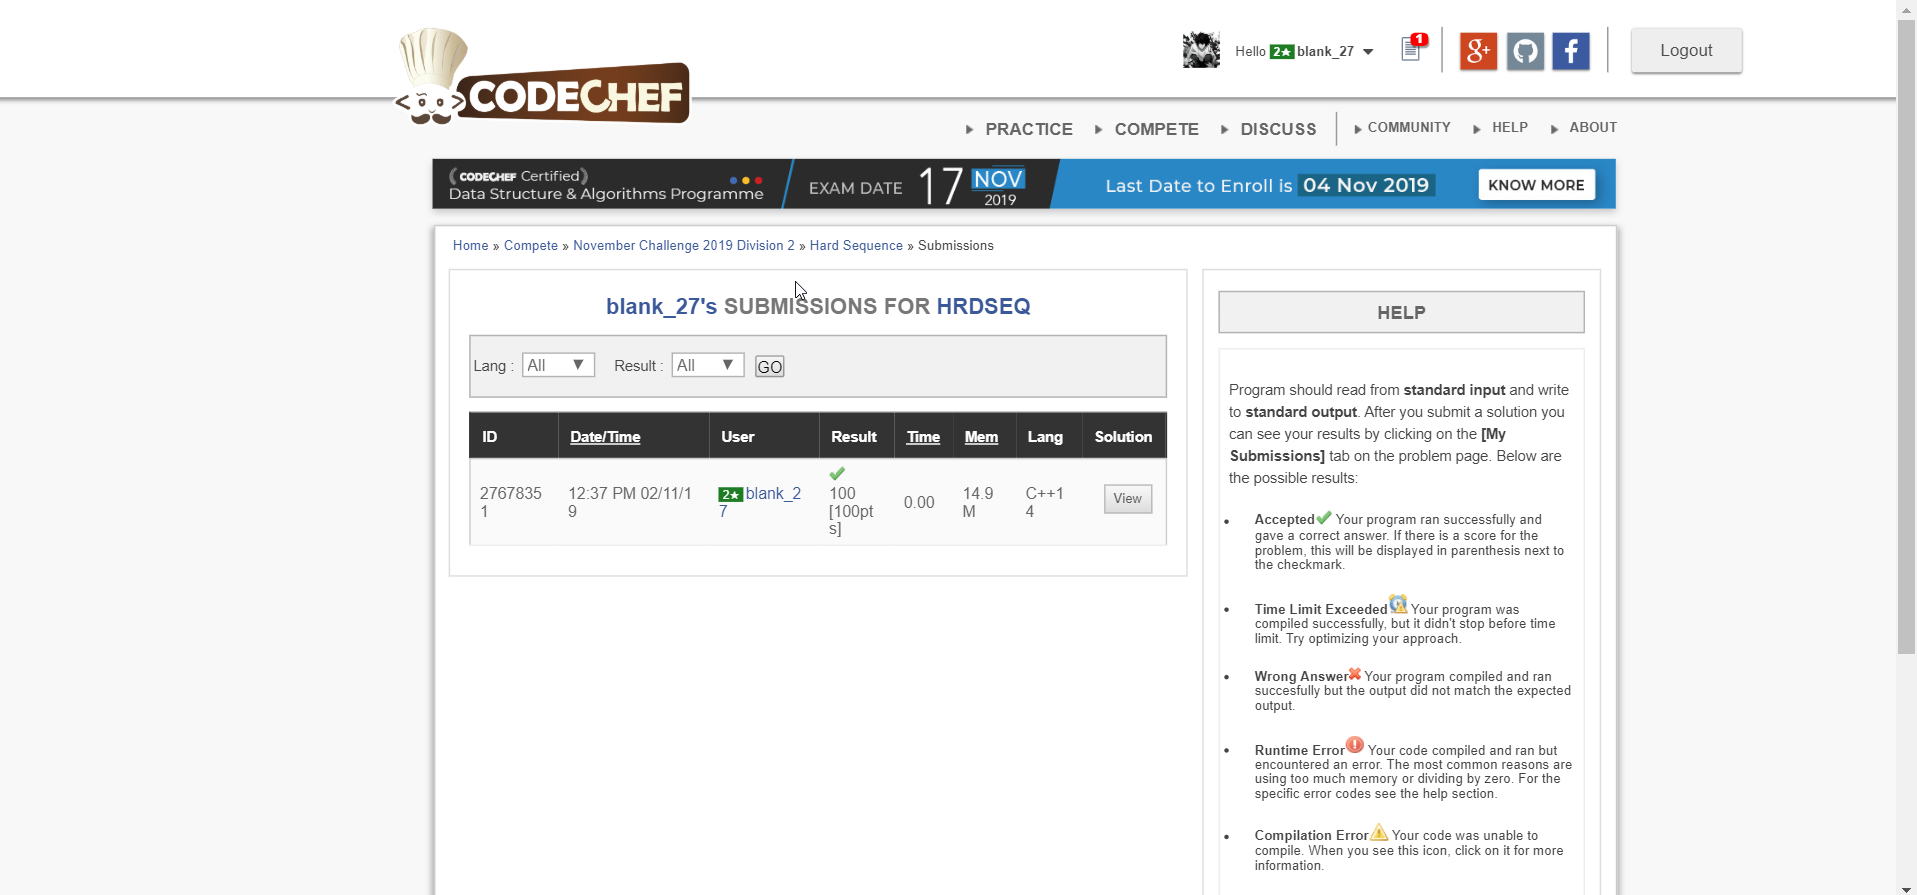 CODECHEF
Hello 2★ blank_27
1
Logout
PRACTICE COMPETE DISCUSS COMMUNITY HELP ABOUT
(CODECHEF Certified)
Data Structure & Algorithms Programme
EXAM DATE 17 NOV
2019
Last Date to Enroll is 04 Nov 2019
KNOW MORE
Home » Compete » November Challenge 2019 Division 2 » Hard Sequence » Submissions
blank_27's SUBMISSIONS FOR HRDSEQ
Lang : All ▼ Result : All ▼ GO
ID Date/Time User Result Time Mem Lang Solution
2767835
1
12:37 PM 02/11/1
9
2★ blank_2
7
100
[100pt
s]
0.00
14.9
M
C++1
4
View
HELP
Program should read from standard input and write
to standard output. After you submit a solution you
can see your results by clicking on the [My
Submissions] tab on the problem page. Below are
the possible results:
• Accepted Your program ran successfully and
gave a correct answer. If there is a score for the
problem, this will be displayed in parenthesis next to
the checkmark.
• Time Limit Exceeded Your program was
compiled successfully, but it didn't stop before time
limit. Try optimizing your approach.
• Wrong Answer Your program compiled and ran
succesfully but the output did not match the expected
output.
• Runtime Error Your code compiled and ran but
encountered an error. The most common reasons are
using too much memory or dividing by zero. For the
specific error codes see the help section.
• Compilation Error Your code was unable to
compile. When you see this icon, click on it for more
information.